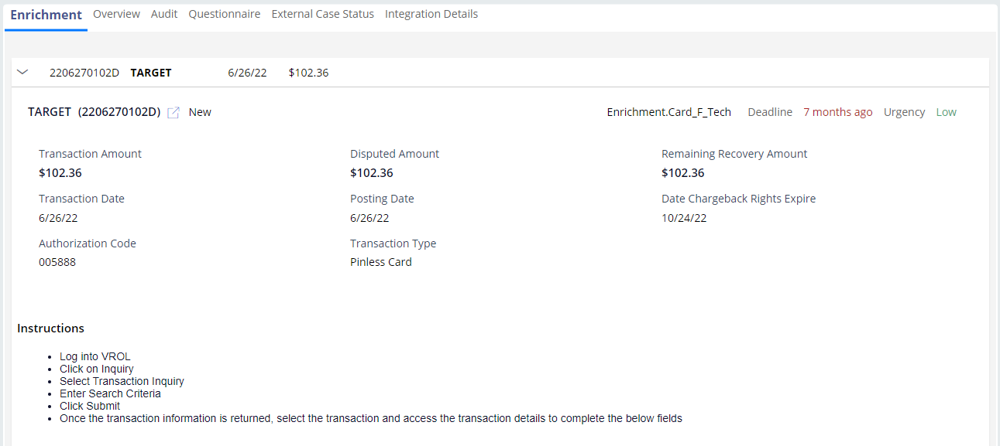 Enrichment Overview Audit Questionnaire External Case Status Integration Details
2206270102D TARGET 6/26/22 $102.36
TARGET (2206270102D) New Enrichment.Card_F_Tech Deadline 7 months ago Urgency Low
Transaction Amount Disputed Amount Remaining Recovery Amount
$102.36 $102.36 $102.36
Transaction Date Posting Date Date Chargeback Rights Expire
6/26/22 6/26/22 10/24/22
Authorization Code Transaction Type
005888 Pinless Card
Instructions
• Log into VROL
• Click on Inquiry
• Select Transaction Inquiry
• Enter Search Criteria
• Click Submit
• Once the transaction information is returned, select the transaction and access the transaction details to complete the below fields